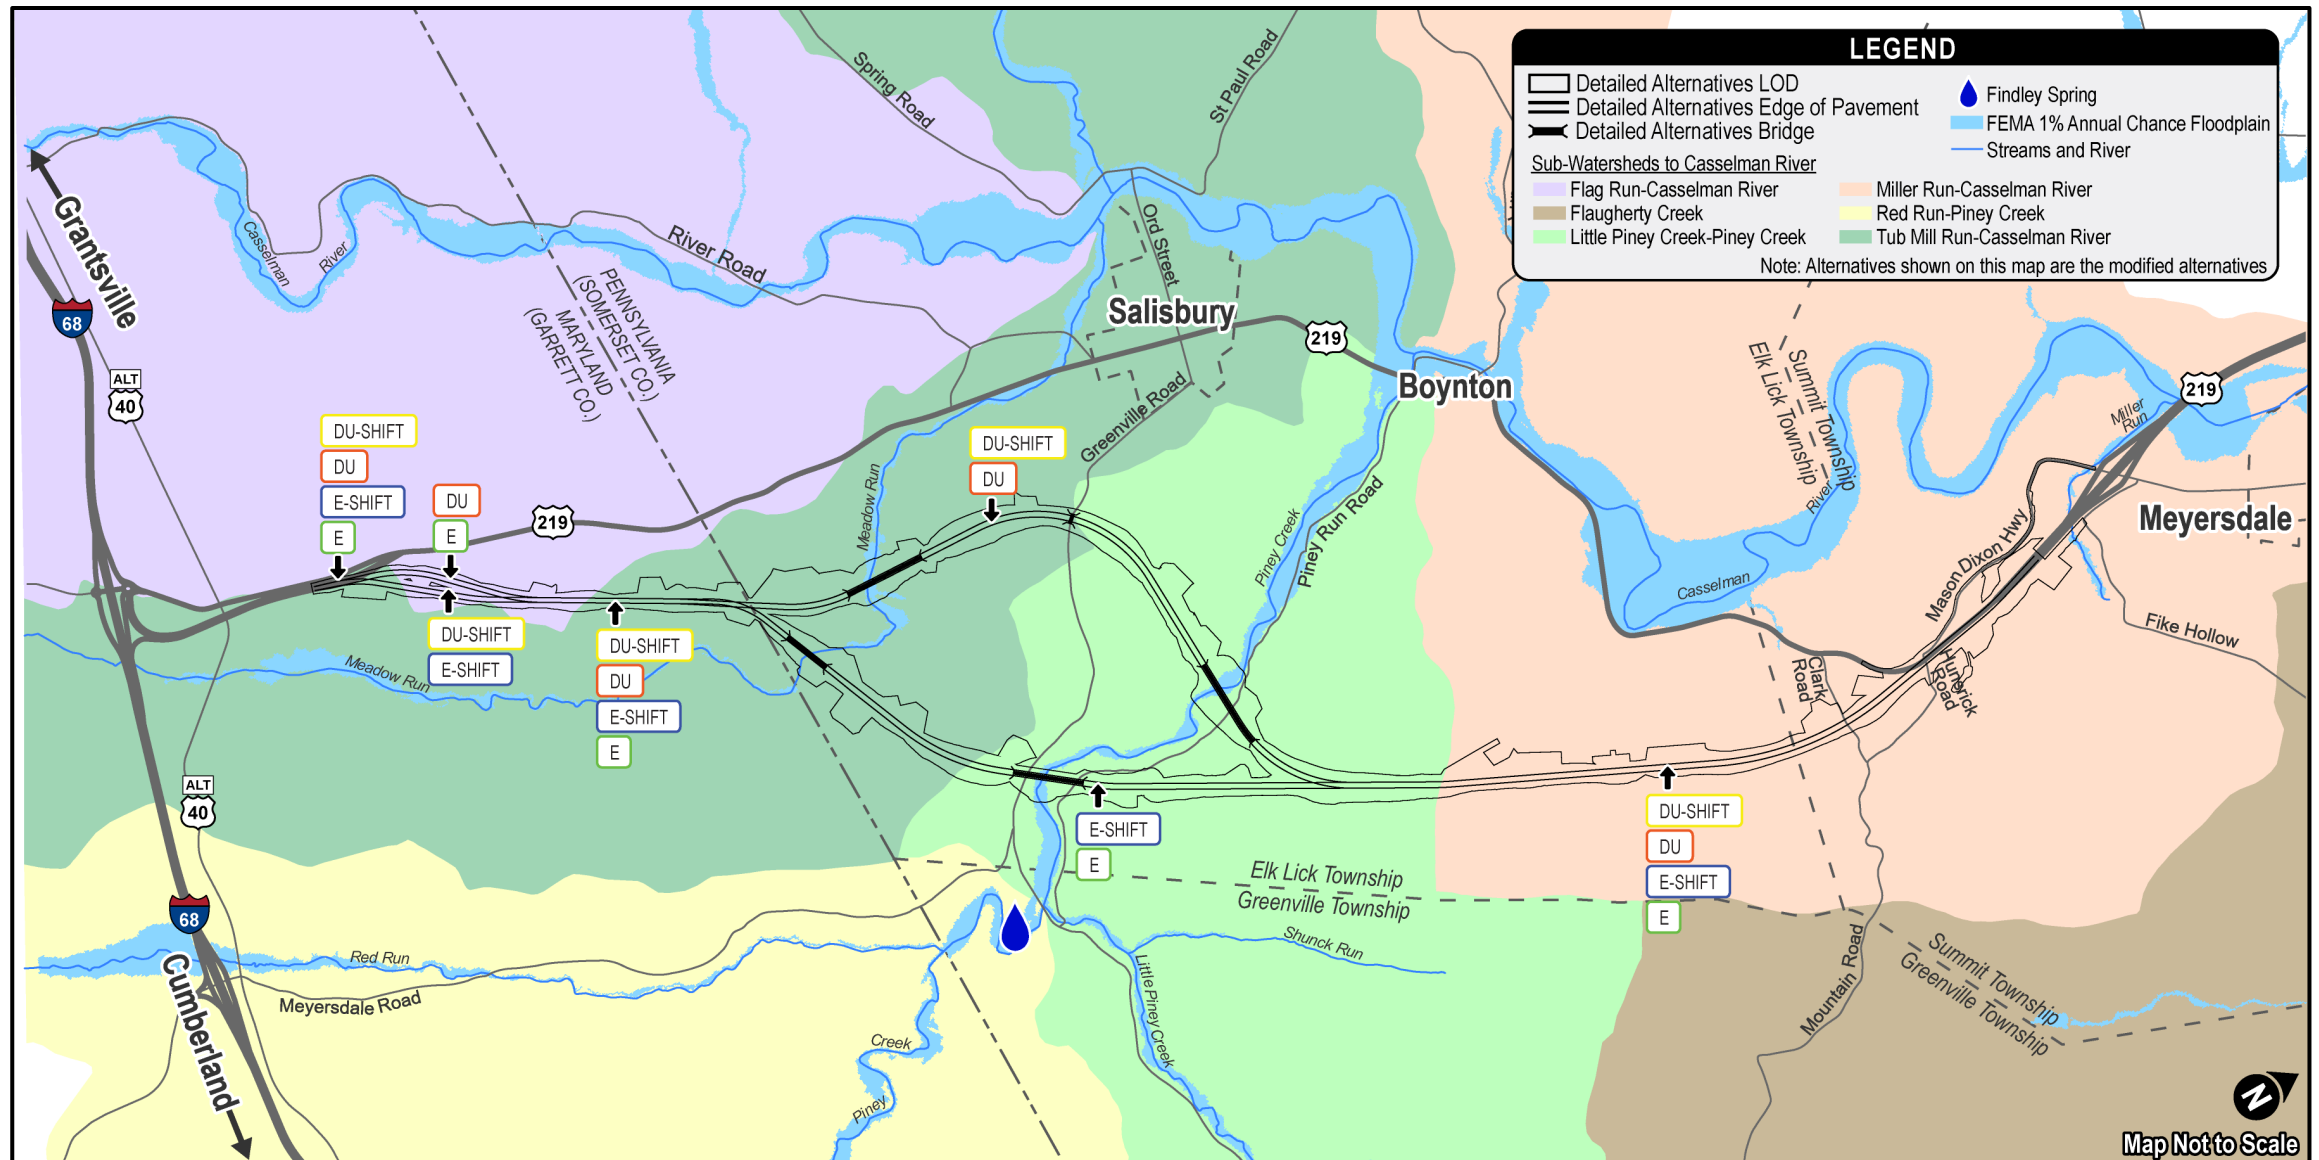 LEGEND
Detailed Alternatives LOD
Detailed Alternatives Edge of Pavement
Detailed Alternatives Bridge
Findley Spring
FEMA 1% Annual Chance Floodplain
Streams and River
Sub-Watersheds to Casselman River
Flag Run-Casselman River
Flaugherty Creek
Little Piney Creek-Piney Creek
Miller Run-Casselman River
Red Run-Piney Creek
Tub Mill Run-Casselman River
Note: Alternatives shown on this map are the modified alternatives
Spring Road
St Paul Road
Grantsville
Casselman
River
River Road
Ord Street
PENNSYLVANIA
(SOMERSET CO.)
MARYLAND
(GARRETT CO.)
68
Salisbury
219
Boynton
ALT
40
Greenville Road
Elk Lick Township
Summit Township
219
Miller
Run
DU-SHIFT
DU
E-SHIFT
E
DU
E
219
Meadow Run
DU-SHIFT
DU
Piney Creek
Piney Run Road
River
Casselman
Mason Dixon Hwy
Meyersdale
Fike Hollow
DU-SHIFT
E-SHIFT
Meadow Run
DU-SHIFT
DU
E-SHIFT
E
Clark
Road
Hunsrick
Road
ALT
40
E-SHIFT
E
DU-SHIFT
DU
E-SHIFT
E
Elk Lick Township
Greenville Township
68
Red Run
Meyersdale Road
Cumberland
Shunck Run
Little Piney Creek
Creek
Piney
Mountain Road
Summit Township
Greenville Township
N
Map Not to Scale